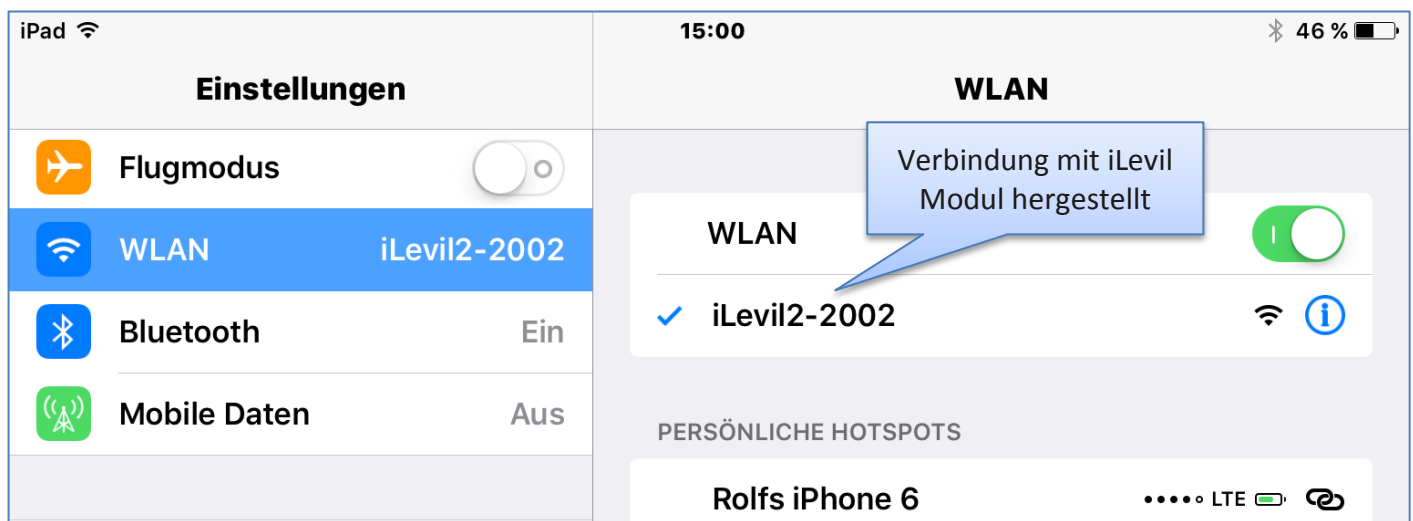 iPad
15:00
46 %
Einstellungen
WLAN
Flugmodus
WLAN iLevil2-2002
Bluetooth Ein
Mobile Daten Aus
Verbindung mit iLevil
Modul hergestellt
WLAN
iLevil2-2002
PERSÖNLICHE HOTSPOTS
Rolfs iPhone 6 LTE